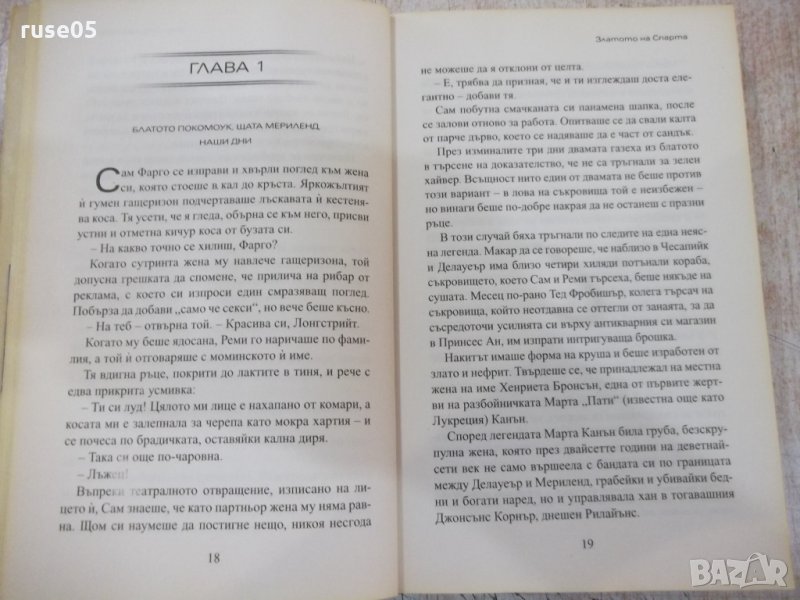 ruse05
ГЛАВА 1
БЛАТОТО ПОКОМОУК, ЩАТА МЕРИЛЕНД,
НАШИ ДНИ
Сам Фарго се изправи и хвърли поглед към жена
си, която стоеше в кал до кръста. Яркожълтият
ѝ гумен гащеризон подчертаваше лъскавата ѝ кестеня-
ва коса. Тя усети, че я гледа, обърна се към него, присви
устни и отметна кичур коса от бузата си.
– На какво точно се хилиш, Фарго?
Когато сутринта жена му навлече гащеризона, той
допусна грешката да спомене, че прилича на рибар от
реклама, с което си изпроси един смразяващ поглед.
Побърза да добави „само че секси“, но вече беше късно.
– На теб – отвърна той. – Красива си, Лонгстрийт.
Когато му беше ядосана, Реми го наричаше по фами-
лия, а той ѝ отговаряше с моминското ѝ име.
Тя вдигна ръце, покрити до лактите в тиня, и рече с
едва прикрита усмивка:
– Ти си луд! Цялото ми лице е нахапано от комари, а
косата ми е залепнала за черепа като мокра хартия – и
се почеса по брадичката, оставяйки кална диря.
– Така си още по-чаровна.
– Лъжец!
Въпреки театралното отвращение, изписано на ли-
цето ѝ, Сам знаеше, че като партньор жена му няма рав-
на. Щом си наумеше да постигне нещо, никоя несгода
18
Златото на Спарта
не можеше да я отклони от целта.
– Е, трябва да призная, че и ти изглеждаш доста еле-
гантно – добави тя.
Сам побутна смачканата си панамена шапка, после
се залови отново за работа. Опитваше се да свали калта
от парче дърво, което се надяваше да е част от сандък.
През изминалите три дни двамата газеха из блатото
в търсене на доказателство, че не са тръгнали за зелен
хайвер. Всъщност нито един от двамата не беше против
този вариант – в лова на съкровища той е неизбежен –
но винаги беше по-добре накрая да не останеш с празни
ръце.
В този случай бяха тръгнали по следите на една неяс-
на легенда. Макар да се говореше, че наблизо в Чесапийк
и Делауеър има близо четири хиляди потънали кораба,
съкровището, което Сам и Реми търсеха, беше някъде на
сушата. Месец по-рано Тед Фробишър, колега търсач на
съкровища, който неотдавна се оттегли от занаята, за да
съсредоточи усилията си върху антикварния си магазин
в Принсес Ан, им изпрати интригуваща брошка.
Накитът имаше форма на круша и беше изработен от
злато и нефрит. Твърдеше се, че принадлежал на местна
жена на име Хенриета Бронсън, една от първите жерт-
ви на разбойничката Марта „Пати“ (известна още като
Лукреция) Канън.
Според легендата Марта Канън била груба, безскру-
пулна жена, която през двайсетте години на деветнай-
сети век не само вършеела с бандата си по границата
между Делауеър и Мериленд, грабейки и убивайки бед-
ни и богати наред, но и управлявала хан в тогавашния
Джонсънс Корнър, днешен Рилайънс.
19
BAZAR